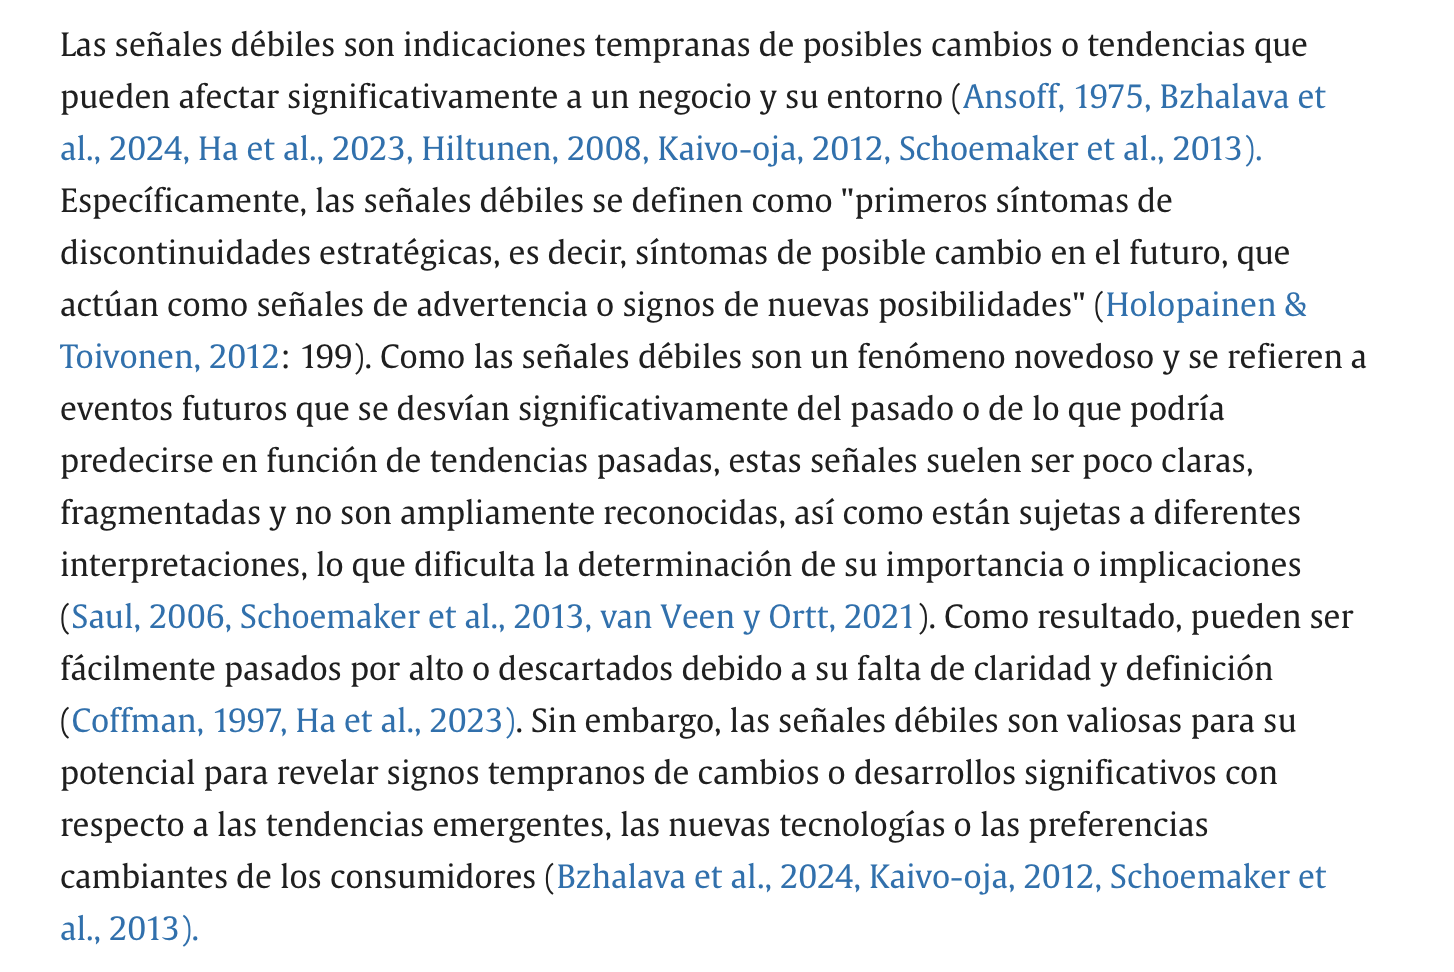 Las señales débiles son indicaciones tempranas de posibles cambios o tendencias que
pueden afectar significativamente a un negocio y su entorno (Ansoff, 1975, Bzhalava et
al., 2024, Ha et al., 2023, Hiltunen, 2008, Kaivo-oja, 2012, Schoemaker et al., 2013).
Específicamente, las señales débiles se definen como "primeros síntomas de
discontinuidades estratégicas, es decir, síntomas de posible cambio en el futuro, que
actúan como señales de advertencia o signos de nuevas posibilidades" (Holopainen &
Toivonen, 2012: 199). Como las señales débiles son un fenómeno novedoso y se refieren a
eventos futuros que se desvían significativamente del pasado o de lo que podría
predecirse en función de tendencias pasadas, estas señales suelen ser poco claras,
fragmentadas y no son ampliamente reconocidas, así como están sujetas a diferentes
interpretaciones, lo que dificulta la determinación de su importancia o implicaciones
(Saul, 2006, Schoemaker et al., 2013, van Veen y Ortt, 2021). Como resultado, pueden ser
fácilmente pasados por alto o descartados debido a su falta de claridad y definición
(Coffman, 1997, Ha et al., 2023). Sin embargo, las señales débiles son valiosas para su
potencial para revelar signos tempranos de cambios o desarrollos significativos con
respecto a las tendencias emergentes, las nuevas tecnologías o las preferencias
cambiantes de los consumidores (Bzhalava et al., 2024, Kaivo-oja, 2012, Schoemaker et
al., 2013).